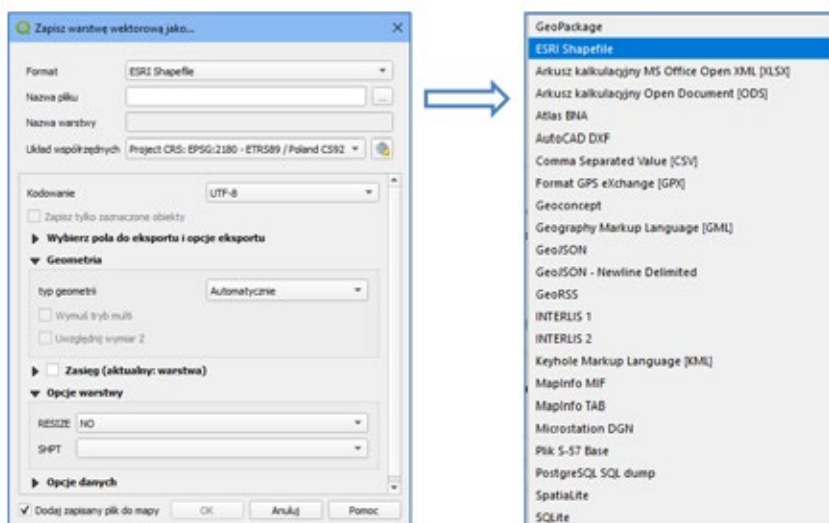 Zapisz warstwę wektorową jako...
Format ESRI Shapefile
Nazwa pliku ...
Nazwa warstwy
Układ współrzędnych Project CRS: EPSG:2180 - ETRS89 / Poland CS92
Kodowanie UTF-8
Zapisz tylko zaznaczone obiekty
Wybierz pola do eksportu i opcje eksportu
Geometria
typ geometrii Automatycznie
Wymuś tryb multi
Uwzględnij wymiar Z
Zasięg (aktualny: warstwa)
Opcje warstwy
RESIZE NO
SHPT
Opcje danych
Dodaj zapisany plik do mapy OK Anuluj Pomoc
GeoPackage
ESRI Shapefile
Arkusz kalkulacyjny MS Office Open XML [XLSX]
Arkusz kalkulacyjny Open Document [ODS]
Atlas BNA
AutoCAD DXF
Comma Separated Value [CSV]
Format GPS eXchange [GPX]
Geoconcept
Geography Markup Language [GML]
GeoJSON
GeoJSON - Newline Delimited
GeoRSS
INTERLIS 1
INTERLIS 2
Keyhole Markup Language [KML]
MapInfo MIF
MapInfo TAB
Microstation DGN
Plik S-57 Base
PostgreSQL SQL dump
SpatiaLite
SQLite